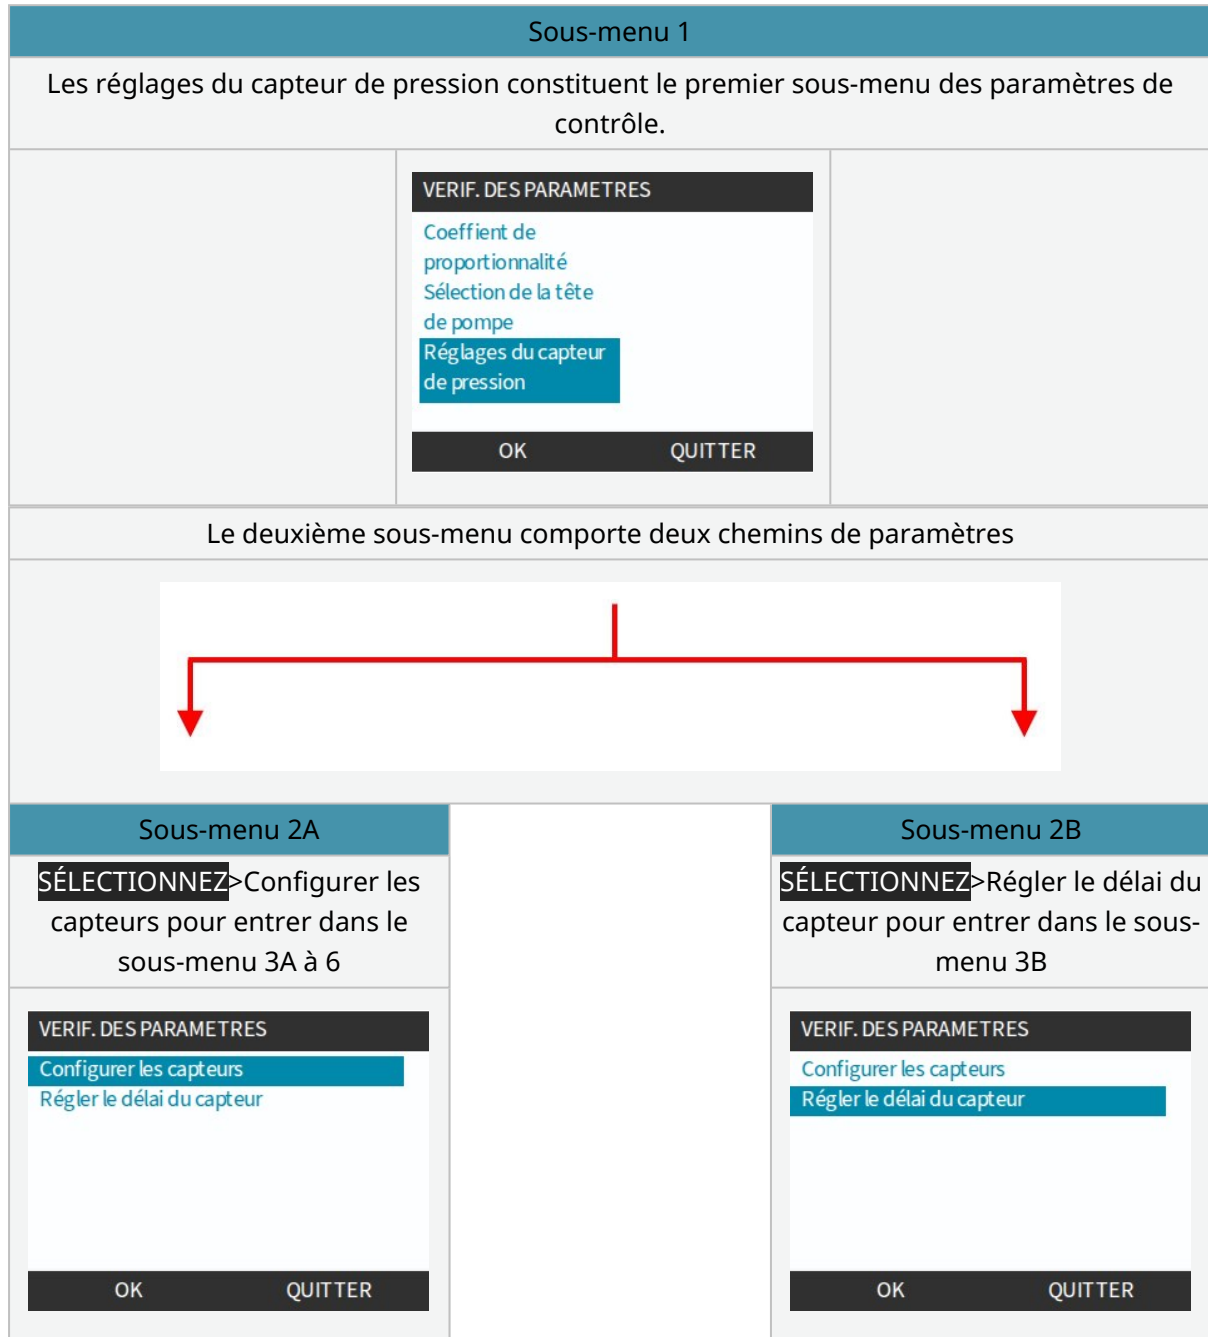 Sous-menu 1
Les réglages du capteur de pression constituent le premier sous-menu des paramètres de
contrôle.
VERIF. DES PARAMETRES
Coeffient de
proportionnalité
Sélection de la tête
de pompe
Réglages du capteur
de pression
OK QUITTER
Le deuxième sous-menu comporte deux chemins de paramètres
Sous-menu 2A
SÉLECTIONNEZ>Configurer les
capteurs pour entrer dans le
sous-menu 3A à 6
VERIF. DES PARAMETRES
Configurer les capteurs
Régler le délai du capteur
OK QUITTER
Sous-menu 2B
SÉLECTIONNEZ>Régler le délai du
capteur pour entrer dans le sous-
menu 3B
VERIF. DES PARAMETRES
Configurer les capteurs
Régler le délai du capteur
OK QUITTER